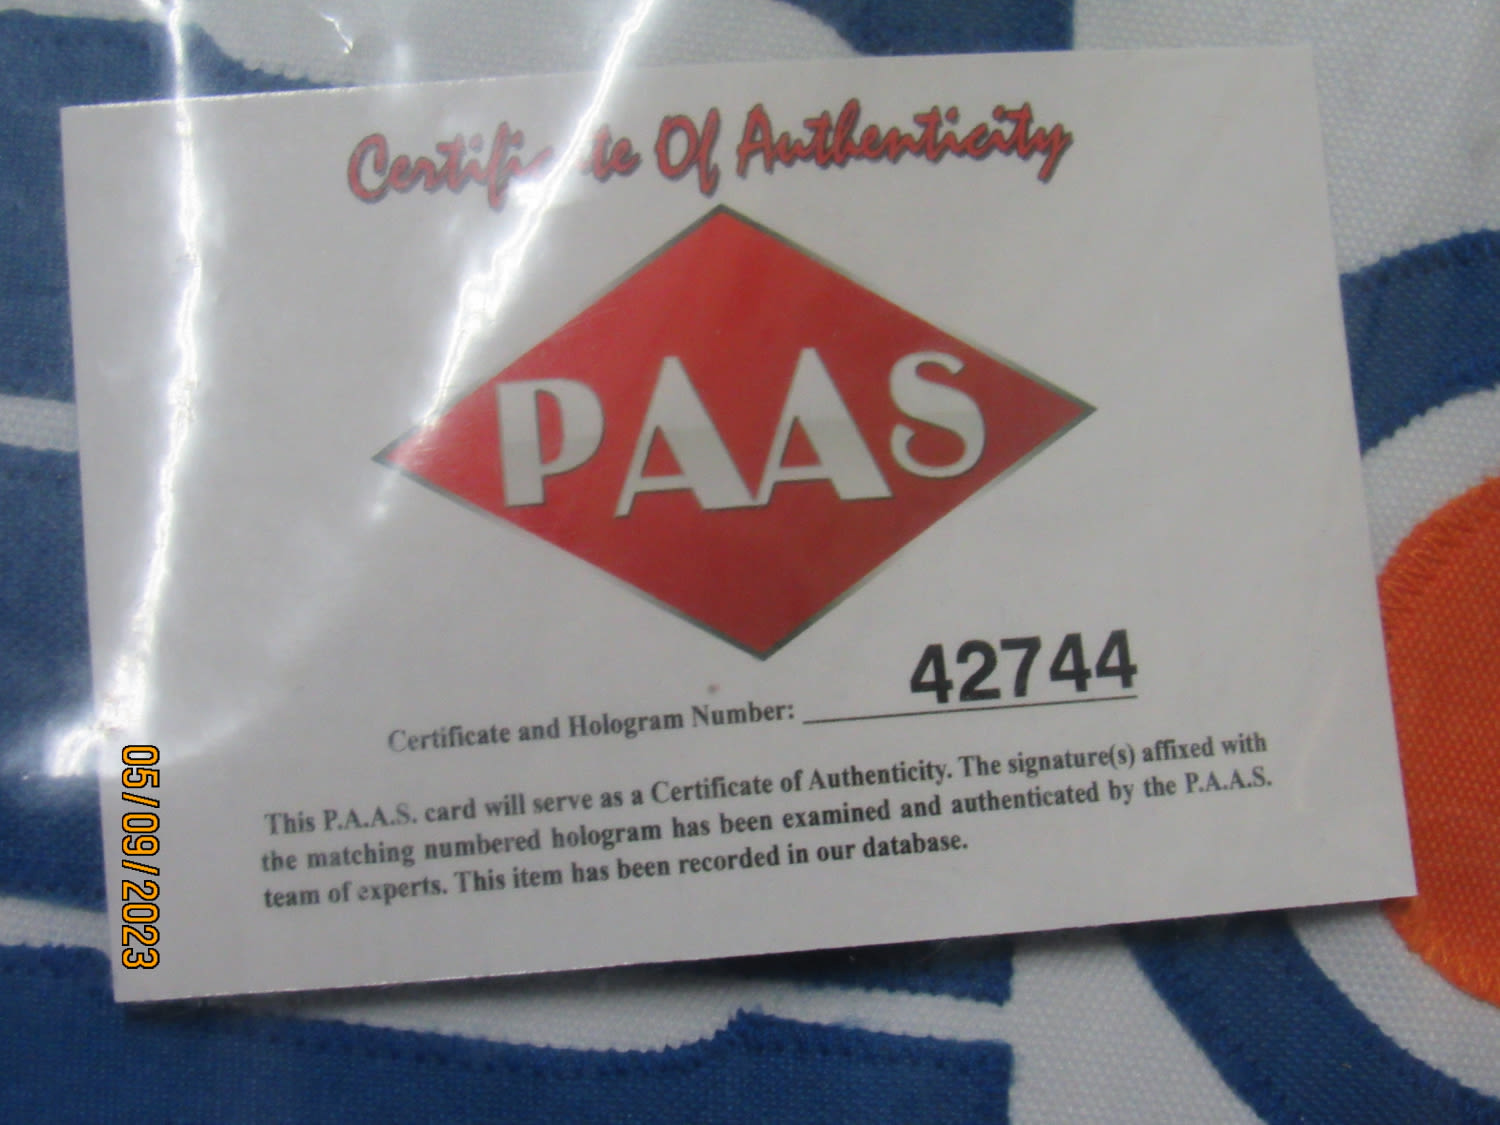 Certificate Of Authenticity
PAAS
42744
Certificate and Hologram Number:
This P.A.A.S. card will serve as a Certificate of Authenticity. The signature(s) affixed with
the matching numbered hologram has been examined and authenticated by the P.A.A.S.
team of experts. This item has been recorded in our database.
05/09/2023